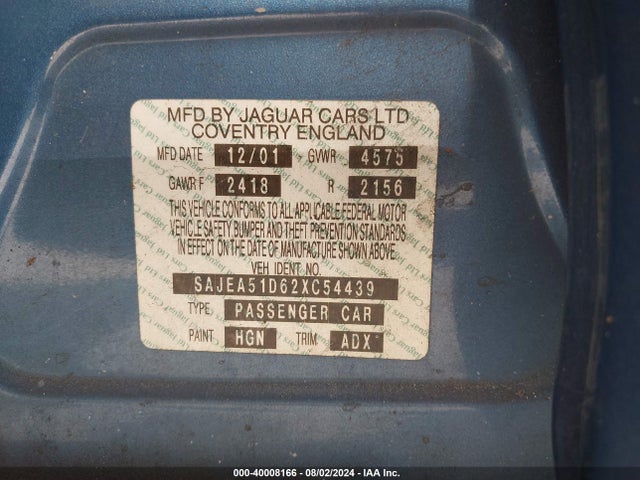 MFD BY JAGUAR CARS LTD
COVENTRY ENGLAND
MFD DATE 12/01 GVWR 4575
GAWR F 2418 R 2156
THIS VEHICLE CONFORMS TO ALL APPLICABLE FEDERAL MOTOR
VEHICLE SAFETY BUMPER AND THEFT PREVENTION STANDARDS
IN EFFECT ON THE DATE OF MANUFACTURE SHOWN ABOVE.
VEH IDENT NO.
SAJEA51D62XC54439
TYPE PASSENGER CAR
PAINT HGN TRIM ADX
000-40008166 - 08/02/2024 - IAA Inc.